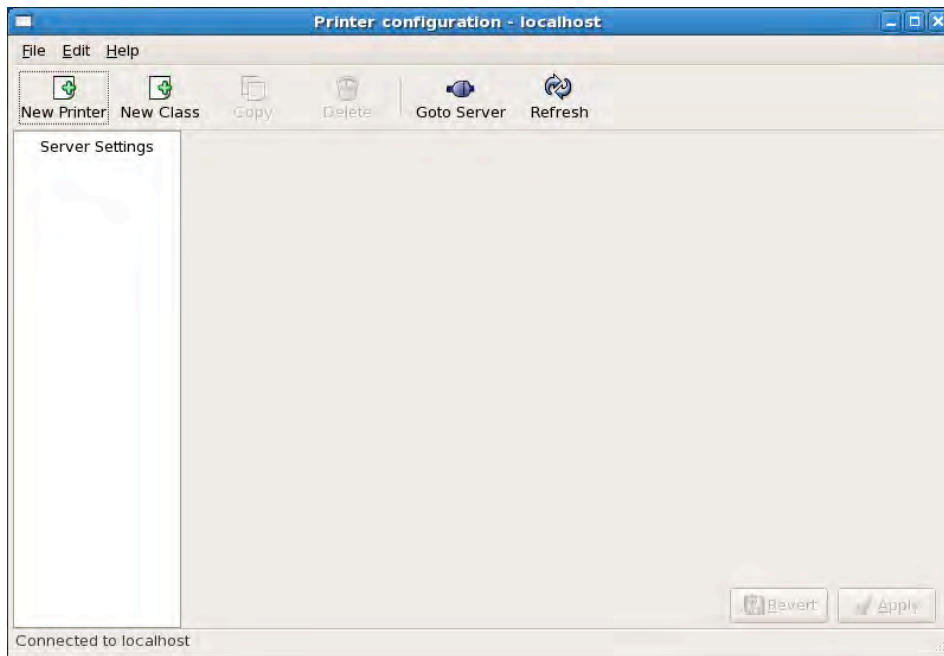 Printer configuration - localhost
File Edit Help
New Printer New Class Copy Delete Goto Server Refresh
Server Settings
Revert Apply
Connected to localhost